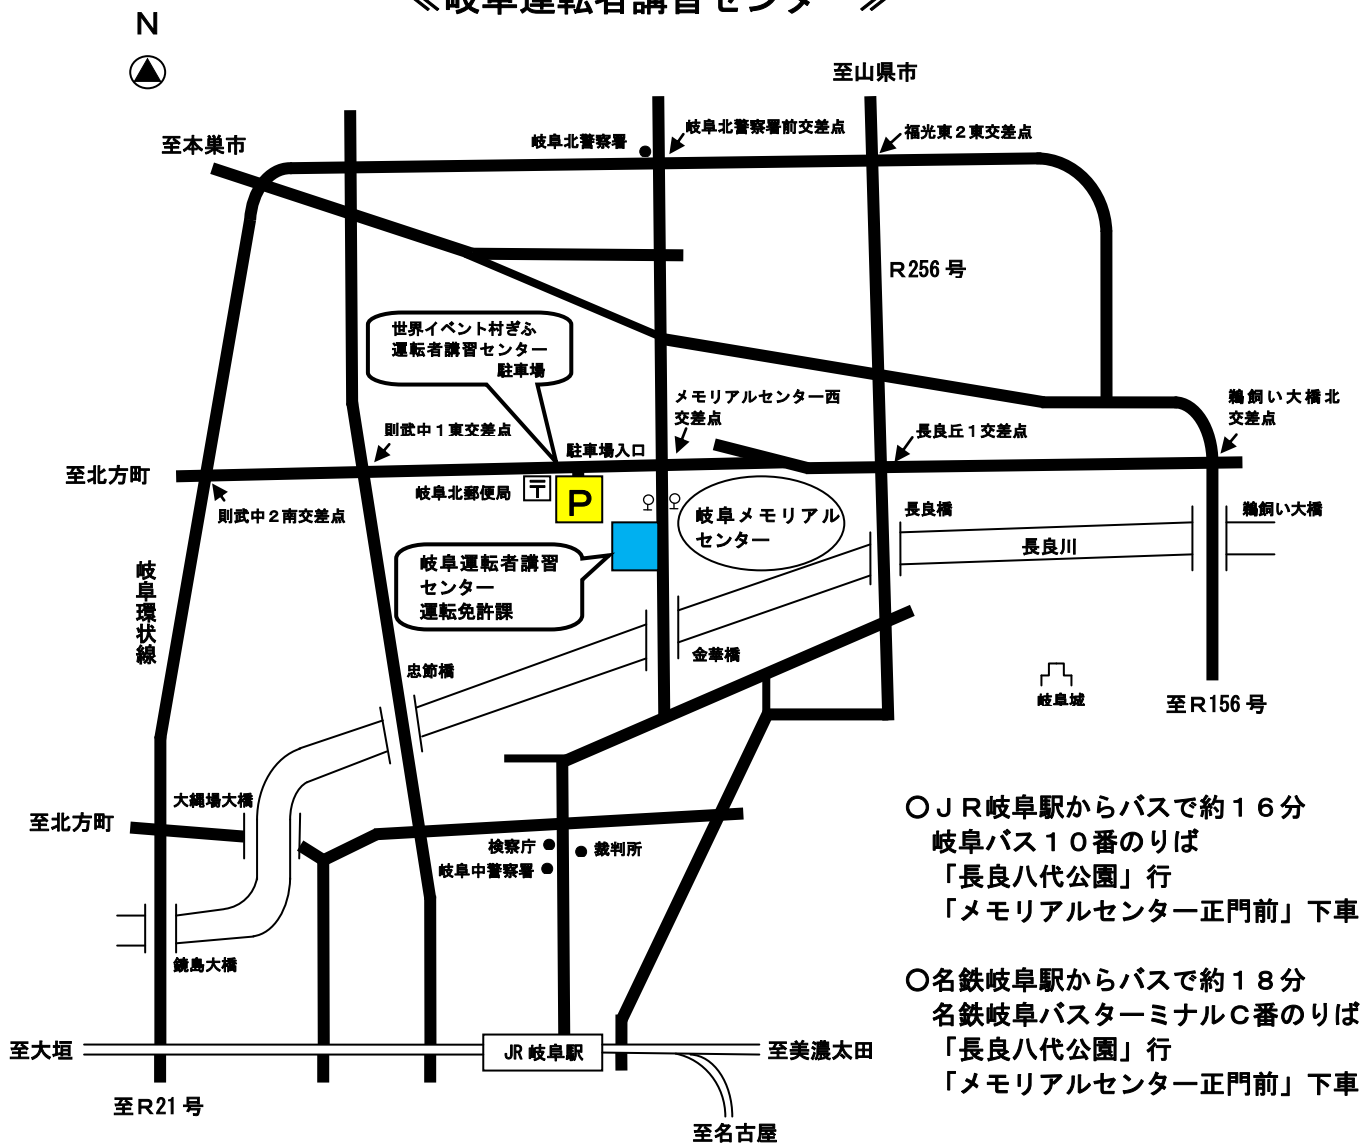 ≪岐阜運転者講習センター≫
N
至山県市
岐阜北警察署
岐阜北警察署前交差点
福光東２東交差点
至本巣市
R256 号
世界イベント村ぎふ
運転者講習センター
駐車場
メモリアルセンター西
交差点
鵜飼い大橋北
交差点
則武中１東交差点
駐車場入口
長良丘１交差点
至北方町
岐阜北郵便局
〒
P
則武中２南交差点
岐阜メモリアル
センター
長良橋
鵜飼い大橋
長良川
岐阜運転者講習
センター
運転免許課
岐阜環状線
忠節橋
金華橋
岐阜城
至R156 号
大縄場大橋
至北方町
検察庁
裁判所
岐阜中警察署
鏡島大橋
至大垣
JR 岐阜駅
至美濃太田
至R21 号
至名古屋
○ＪＲ岐阜駅からバスで約１６分
岐阜バス１０番のりば
「長良八代公園」行
「メモリアルセンター正門前」下車
○名鉄岐阜駅からバスで約１８分
名鉄岐阜バスターミナルＣ番のりば
「長良八代公園」行
「メモリアルセンター正門前」下車